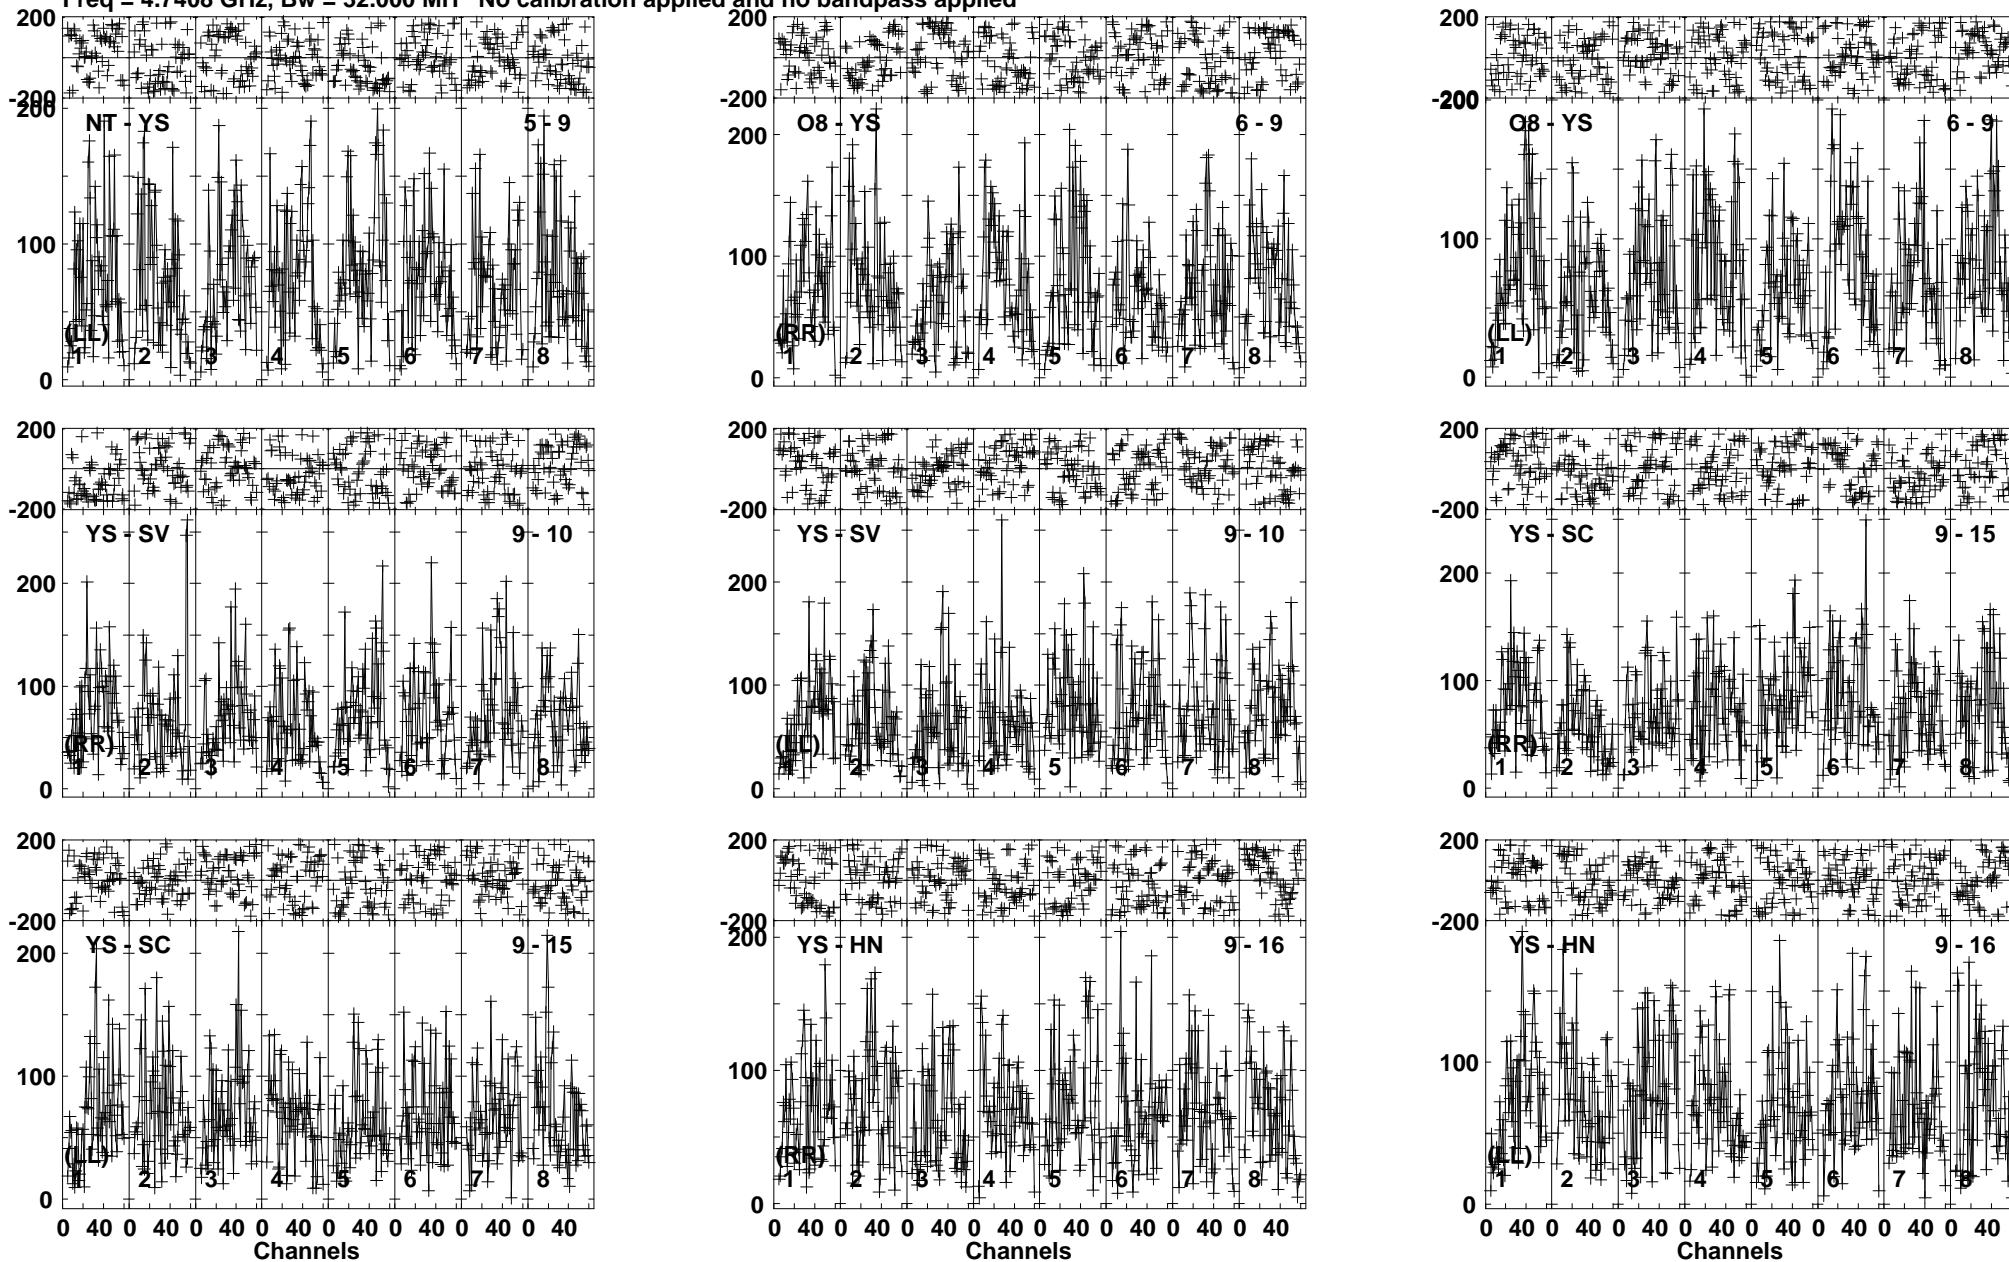 Freq = 4.7408 GHz, Bw = 32.000 MH No calibration applied and no bandpass applied
200 200 200
-200 -200 -200
200 200 200
NT - YS 5 - 9 O8 - YS 6 - 9 O8 - YS 6 - 9
100 100 100
(LL) (RR) (LL)
1 2 3 4 5 6 7 8 1 2 3 4 5 6 7 8 1 2 3 4 5 6 7 8
0 0 0
200 200 200
-200 -200 -200
YS - SV 9 - 10 YS - SV 9 - 10 YS - SC 9 - 15
200 200 200
100 100 100
(RR) (LL) (RR)
1 2 3 4 5 6 7 8 1 2 3 4 5 6 7 8 1 2 3 4 5 6 7 8
0 0 0
200 200 200
-200 -200 -200
YS - SC 9 - 15 YS - HN 9 - 16 YS - HN 9 - 16
200 200 200
100 100 100
(LL) (RR) (LL)
1 2 3 4 5 6 7 8 1 2 3 4 5 6 7 8 1 2 3 4 5 6 7 8
0 0 0
0 40 0 40 0 40 0 40 0 40 0 40 0 40 0 40 0 40 0 40 0 40 0 40 0 40 0 40 0 40 0 40 0 40 0 40 0 40 0 40 0 40 0 40 0 40 0 40
Channels Channels Channels